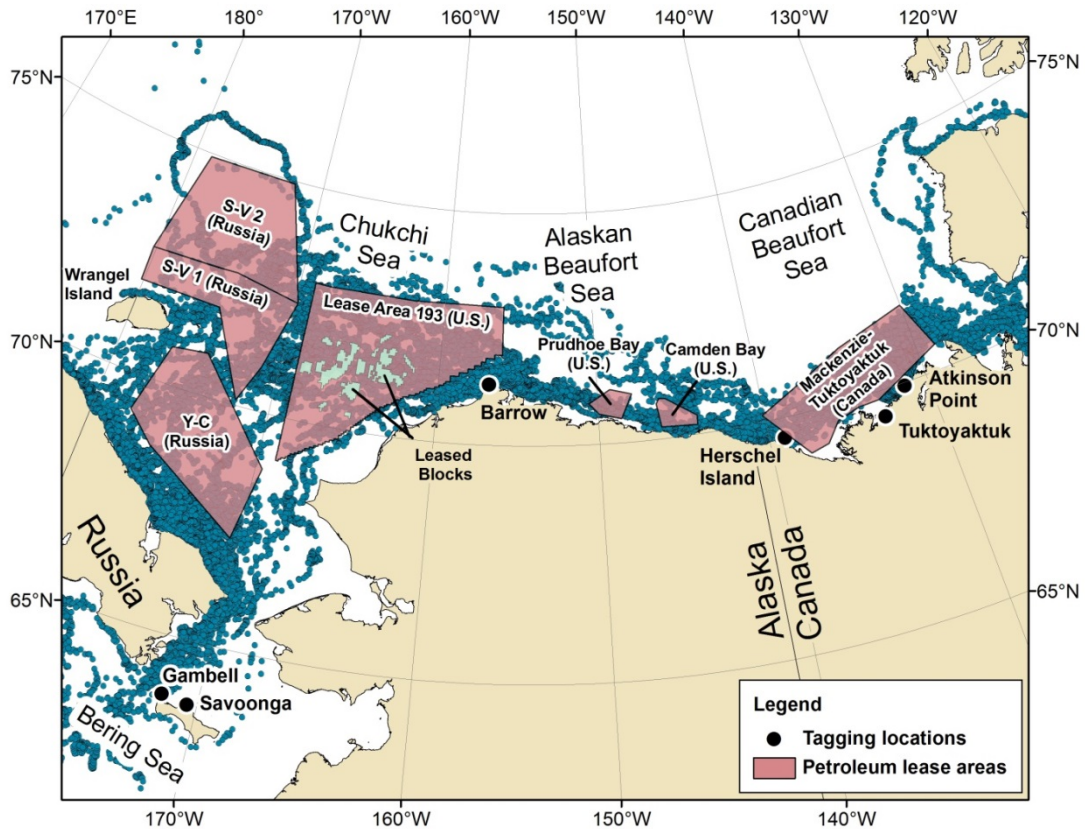 170°E
180°
170°W
160°W
150°W
140°W
130°W
120°W
75°N
75°N
S-V 2
(Russia)
Chukchi
Sea
Alaskan
Beaufort
Sea
Canadian
Beaufort
Sea
Wrangel
Island
S-V 1 (Russia)
Lease Area 193 (U.S.)
70°N
70°N
Prudhoe Bay
(U.S.)
Camden Bay
(U.S.)
Mackenzie-
Tuktoyaktuk
(Canada)
Atkinson
Point
Barrow
Y-C
(Russia)
Tuktoyaktuk
Leased
Blocks
Herschel
Island
Russia
Alaska
Canada
65°N
65°N
Gambell
Savoonga
Bering Sea
Legend
Tagging locations
Petroleum lease areas
170°W
160°W
150°W
140°W